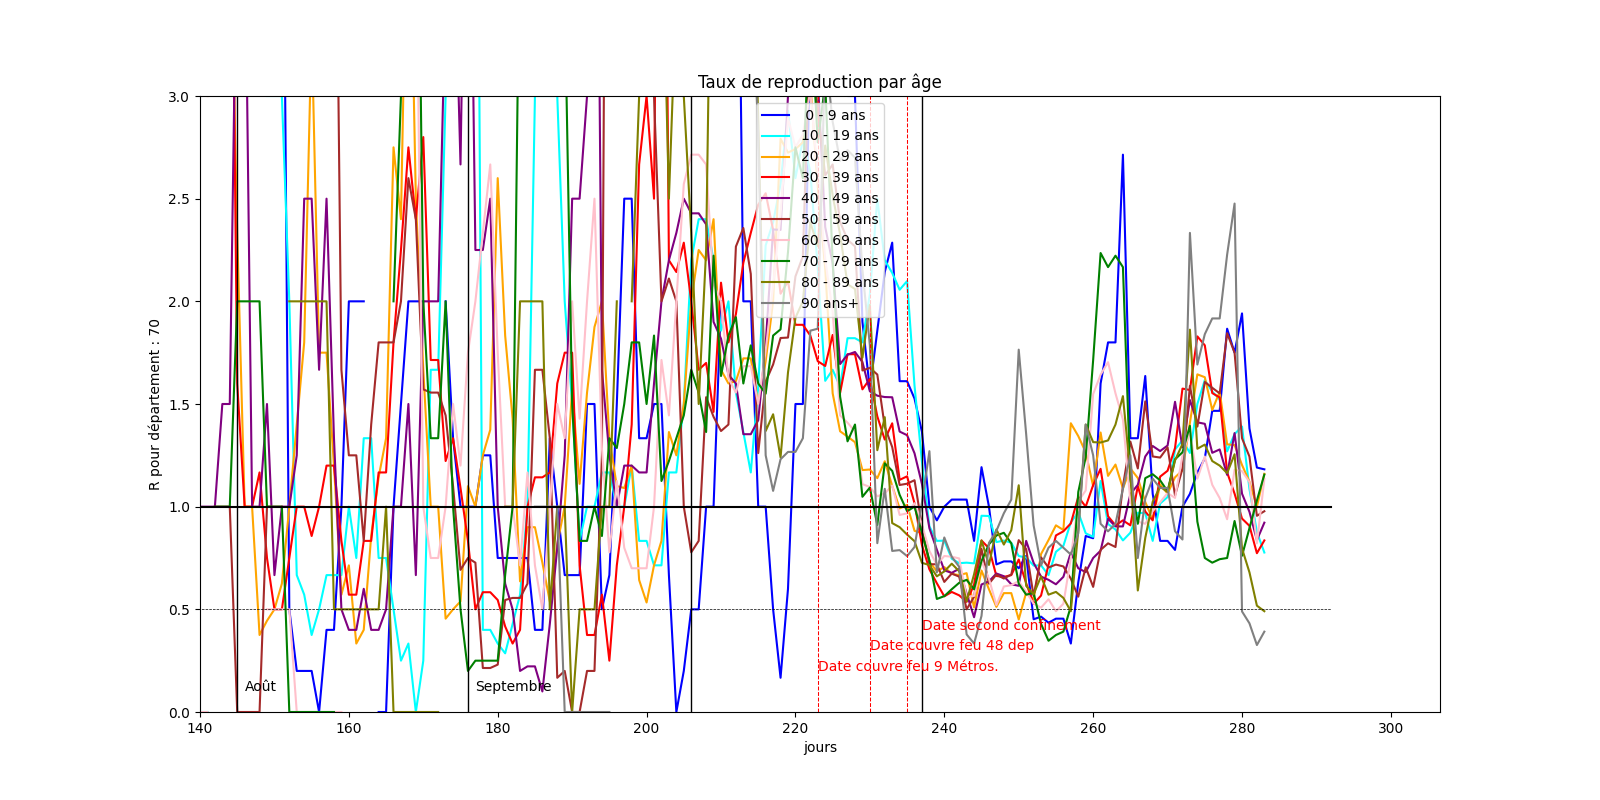 Taux de reproduction par âge
3.0
2.5
2.0
1.5
1.0
0.5
0.0
R pour département : 70
0 - 9 ans
10 - 19 ans
20 - 29 ans
30 - 39 ans
40 - 49 ans
50 - 59 ans
60 - 69 ans
70 - 79 ans
80 - 89 ans
90 ans+
Date second confinement
Date couvre feu 48 dep
Date couvre feu 9 Métros.
Août
Septembre
140 160 180 200 220 240 260 280 300
jours